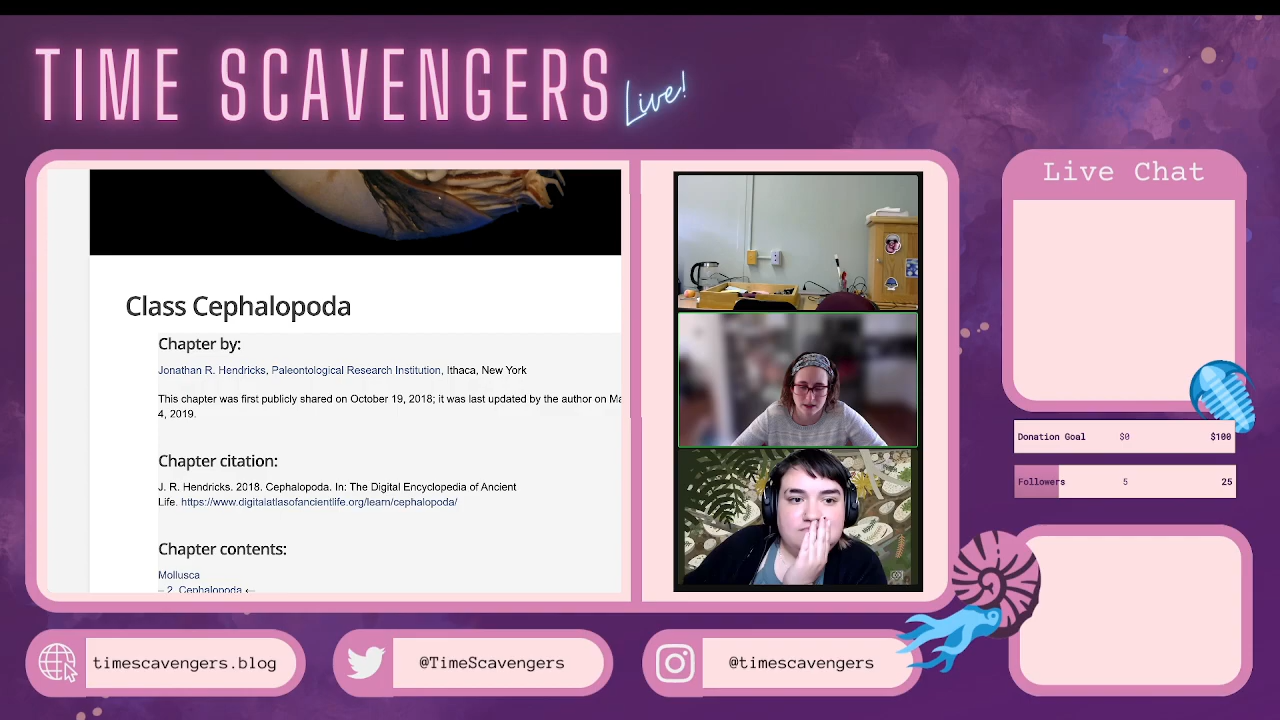 TIME SCAVENGERS
Live!
Class Cephalopoda
Chapter by:
Jonathan R. Hendricks, Paleontological Research Institution, Ithaca, New York
This chapter was first publicly shared on October 19, 2018; it was last updated by the author on
4, 2019.
Chapter citation:
J. R. Hendricks. 2018. Cephalopoda. In: The Digital Encyclopedia of Ancient
Life. https://www.digitalatlasofancientlife.org/learn/cephalopoda/
Chapter contents:
Mollusca
– 2. Cephalopoda ←
Live Chat
Donation Goal $0 $100
Followers 5 25
timescavengers.blog
@TimeScavengers
@timescavengers